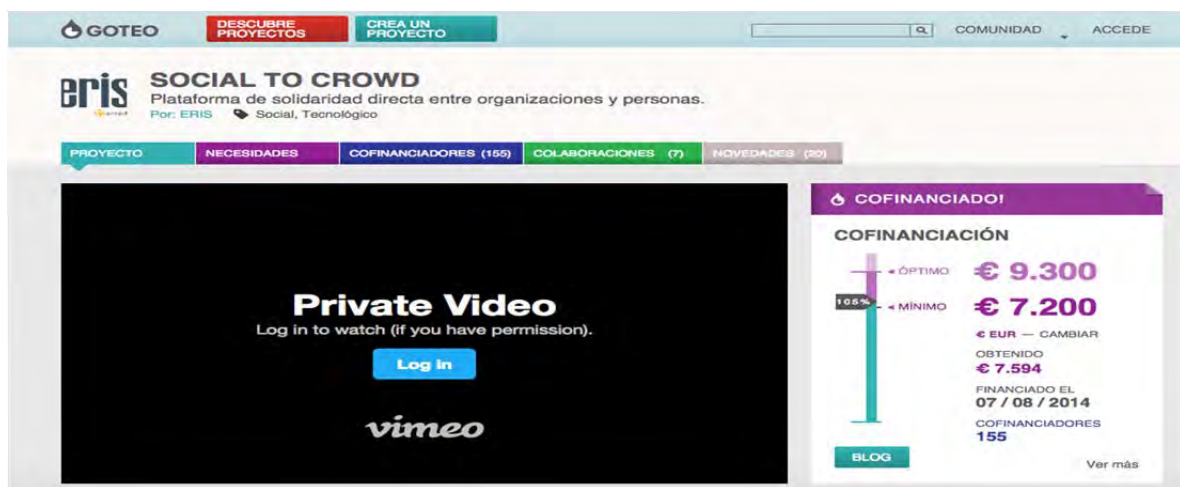 GOTEO
DESCUBRE
PROYECTOS
CREA UN
PROYECTO
COMUNIDAD
ACCEDE
eris
SOCIAL TO CROWD
Plataforma de solidaridad directa entre organizaciones y personas.
Por: ERIS Social, Tecnológico
PROYECTO
NECESIDADES
COFINANCIADORES (155)
COLABORACIONES (7)
NOVEDADES (20)
Private Video
Log in to watch (if you have permission).
Log In
vimeo
COFINANCIADO!
COFINANCIACIÓN
ÓPTIMO € 9.300
105% MÍNIMO € 7.200
€ EUR — CAMBIAR
OBTENIDO
€ 7.594
FINANCIADO EL
07 / 08 / 2014
COFINANCIADORES
155
BLOG
Ver más